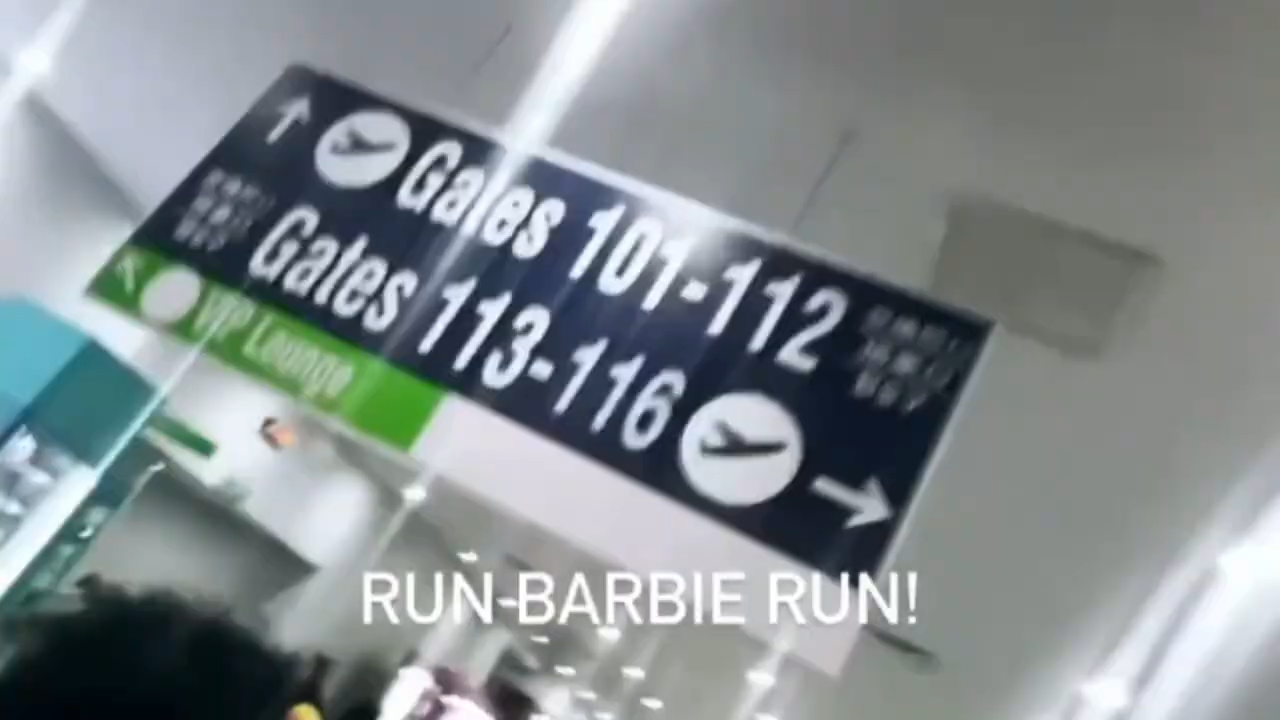 Gates 101-112
Gates 113-116
VIP Lounge
RUN-BARBIE RUN!